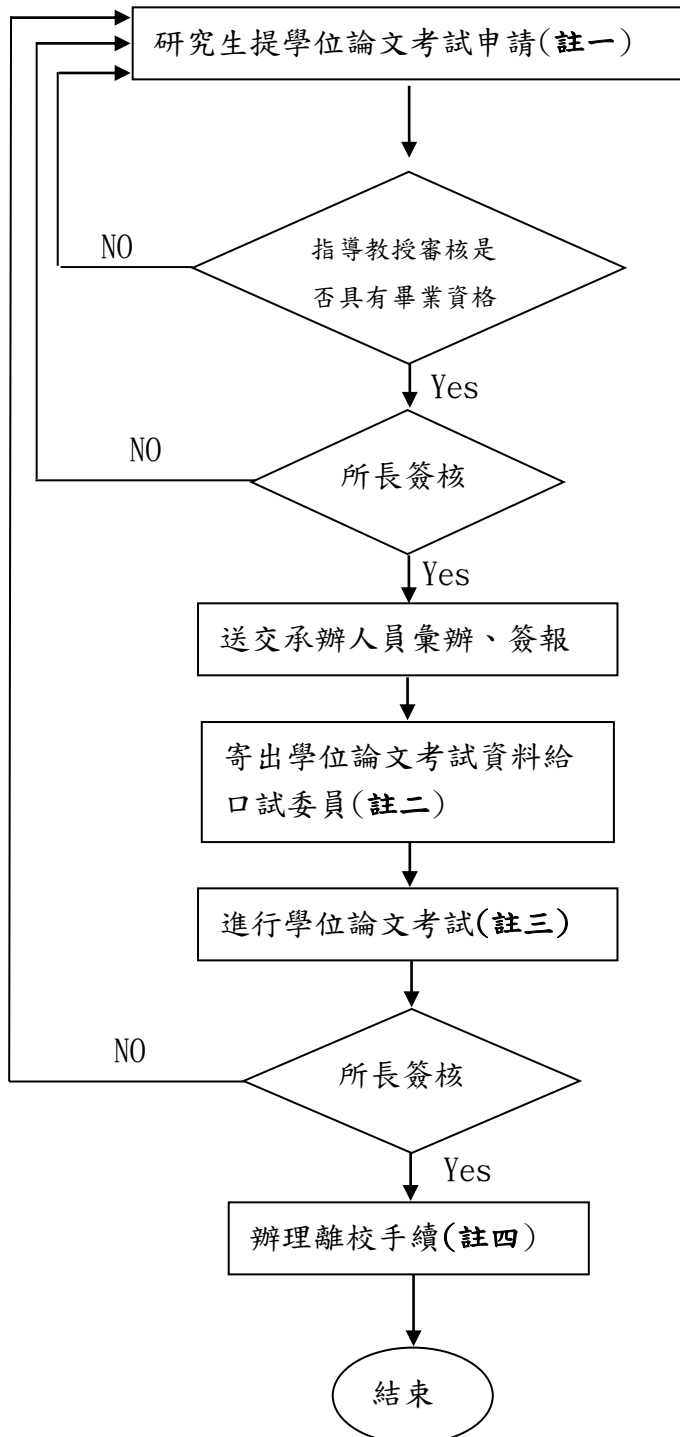 研究生提學位論文考試申請(註一)
NO
指導教授審核是
否具有畢業資格
Yes
NO
所長簽核
Yes
送交承辦人員彙辦、簽報
寄出學位論文考試資料給
口試委員(註二)
進行學位論文考試(註三)
NO
所長簽核
Yes
辦理離校手續(註四)
結束